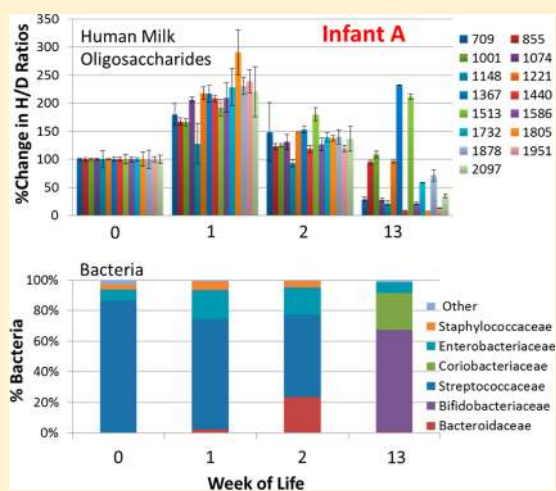 Infant A
Human Milk
Oligosaccharides
%Change in H/D Ratios
350
300
250
200
150
100
50
0
0 1 2 13
709 855
1001 1074
1148 1221
1367 1440
1513 1586
1732 1805
1878 1951
2097
Bacteria
% Bacteria
100%
80%
60%
40%
20%
0%
0 1 2 13
Week of Life
Other
Staphylococcaceae
Enterobacteriaceae
Coriobacteriaceae
Streptococcaceae
Bifidobacteriaceae
Bacteroidaceae